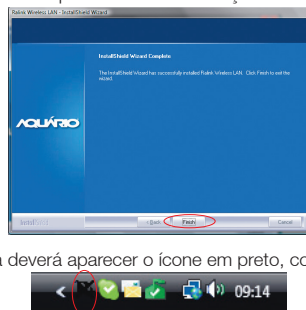 Ralink Wireless LAN - InstallShield Wizard
InstallShield Wizard Complete
The InstallShield Wizard has successfully installed Ralink Wireless LAN. Click Finish to exit the
wizard.
AQUÁRIO
InstallShield
< Back Finish Cancel
deverá aparecer o ícone em preto, co
< 09:14